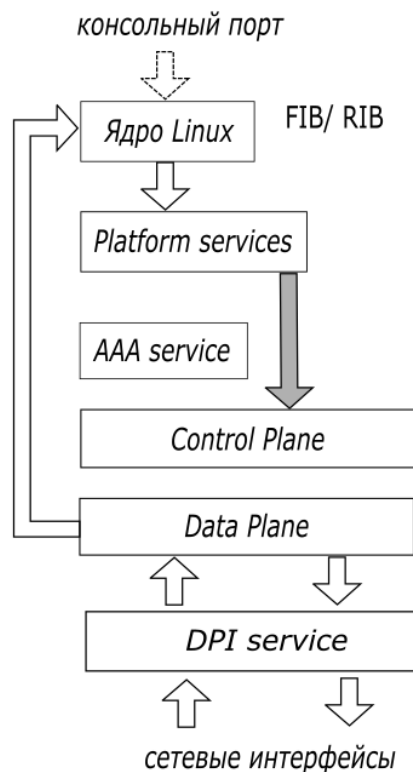 консольный порт
Ядро Linux
FIB/ RIB
Platform services
AAA service
Control Plane
Data Plane
DPI service
сетевые интерфейсы